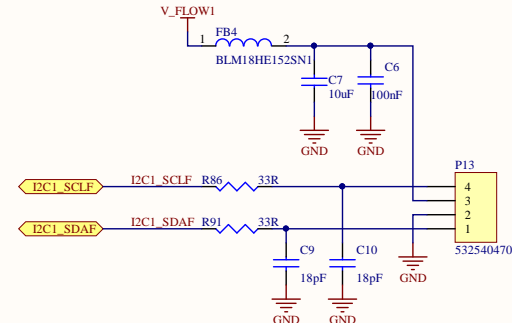 V_FLOW1
FB4
1 2
BLM18HE152SN1
C7
10uF
C6
100nF
GND
GND
P13
I2C1_SCLF
I2C1_SCLF
R86
33R
4
3
2
1
I2C1_SDAF
I2C1_SDAF
R91
33R
532540470
C9
18pF
C10
18pF
GND
GND
GND